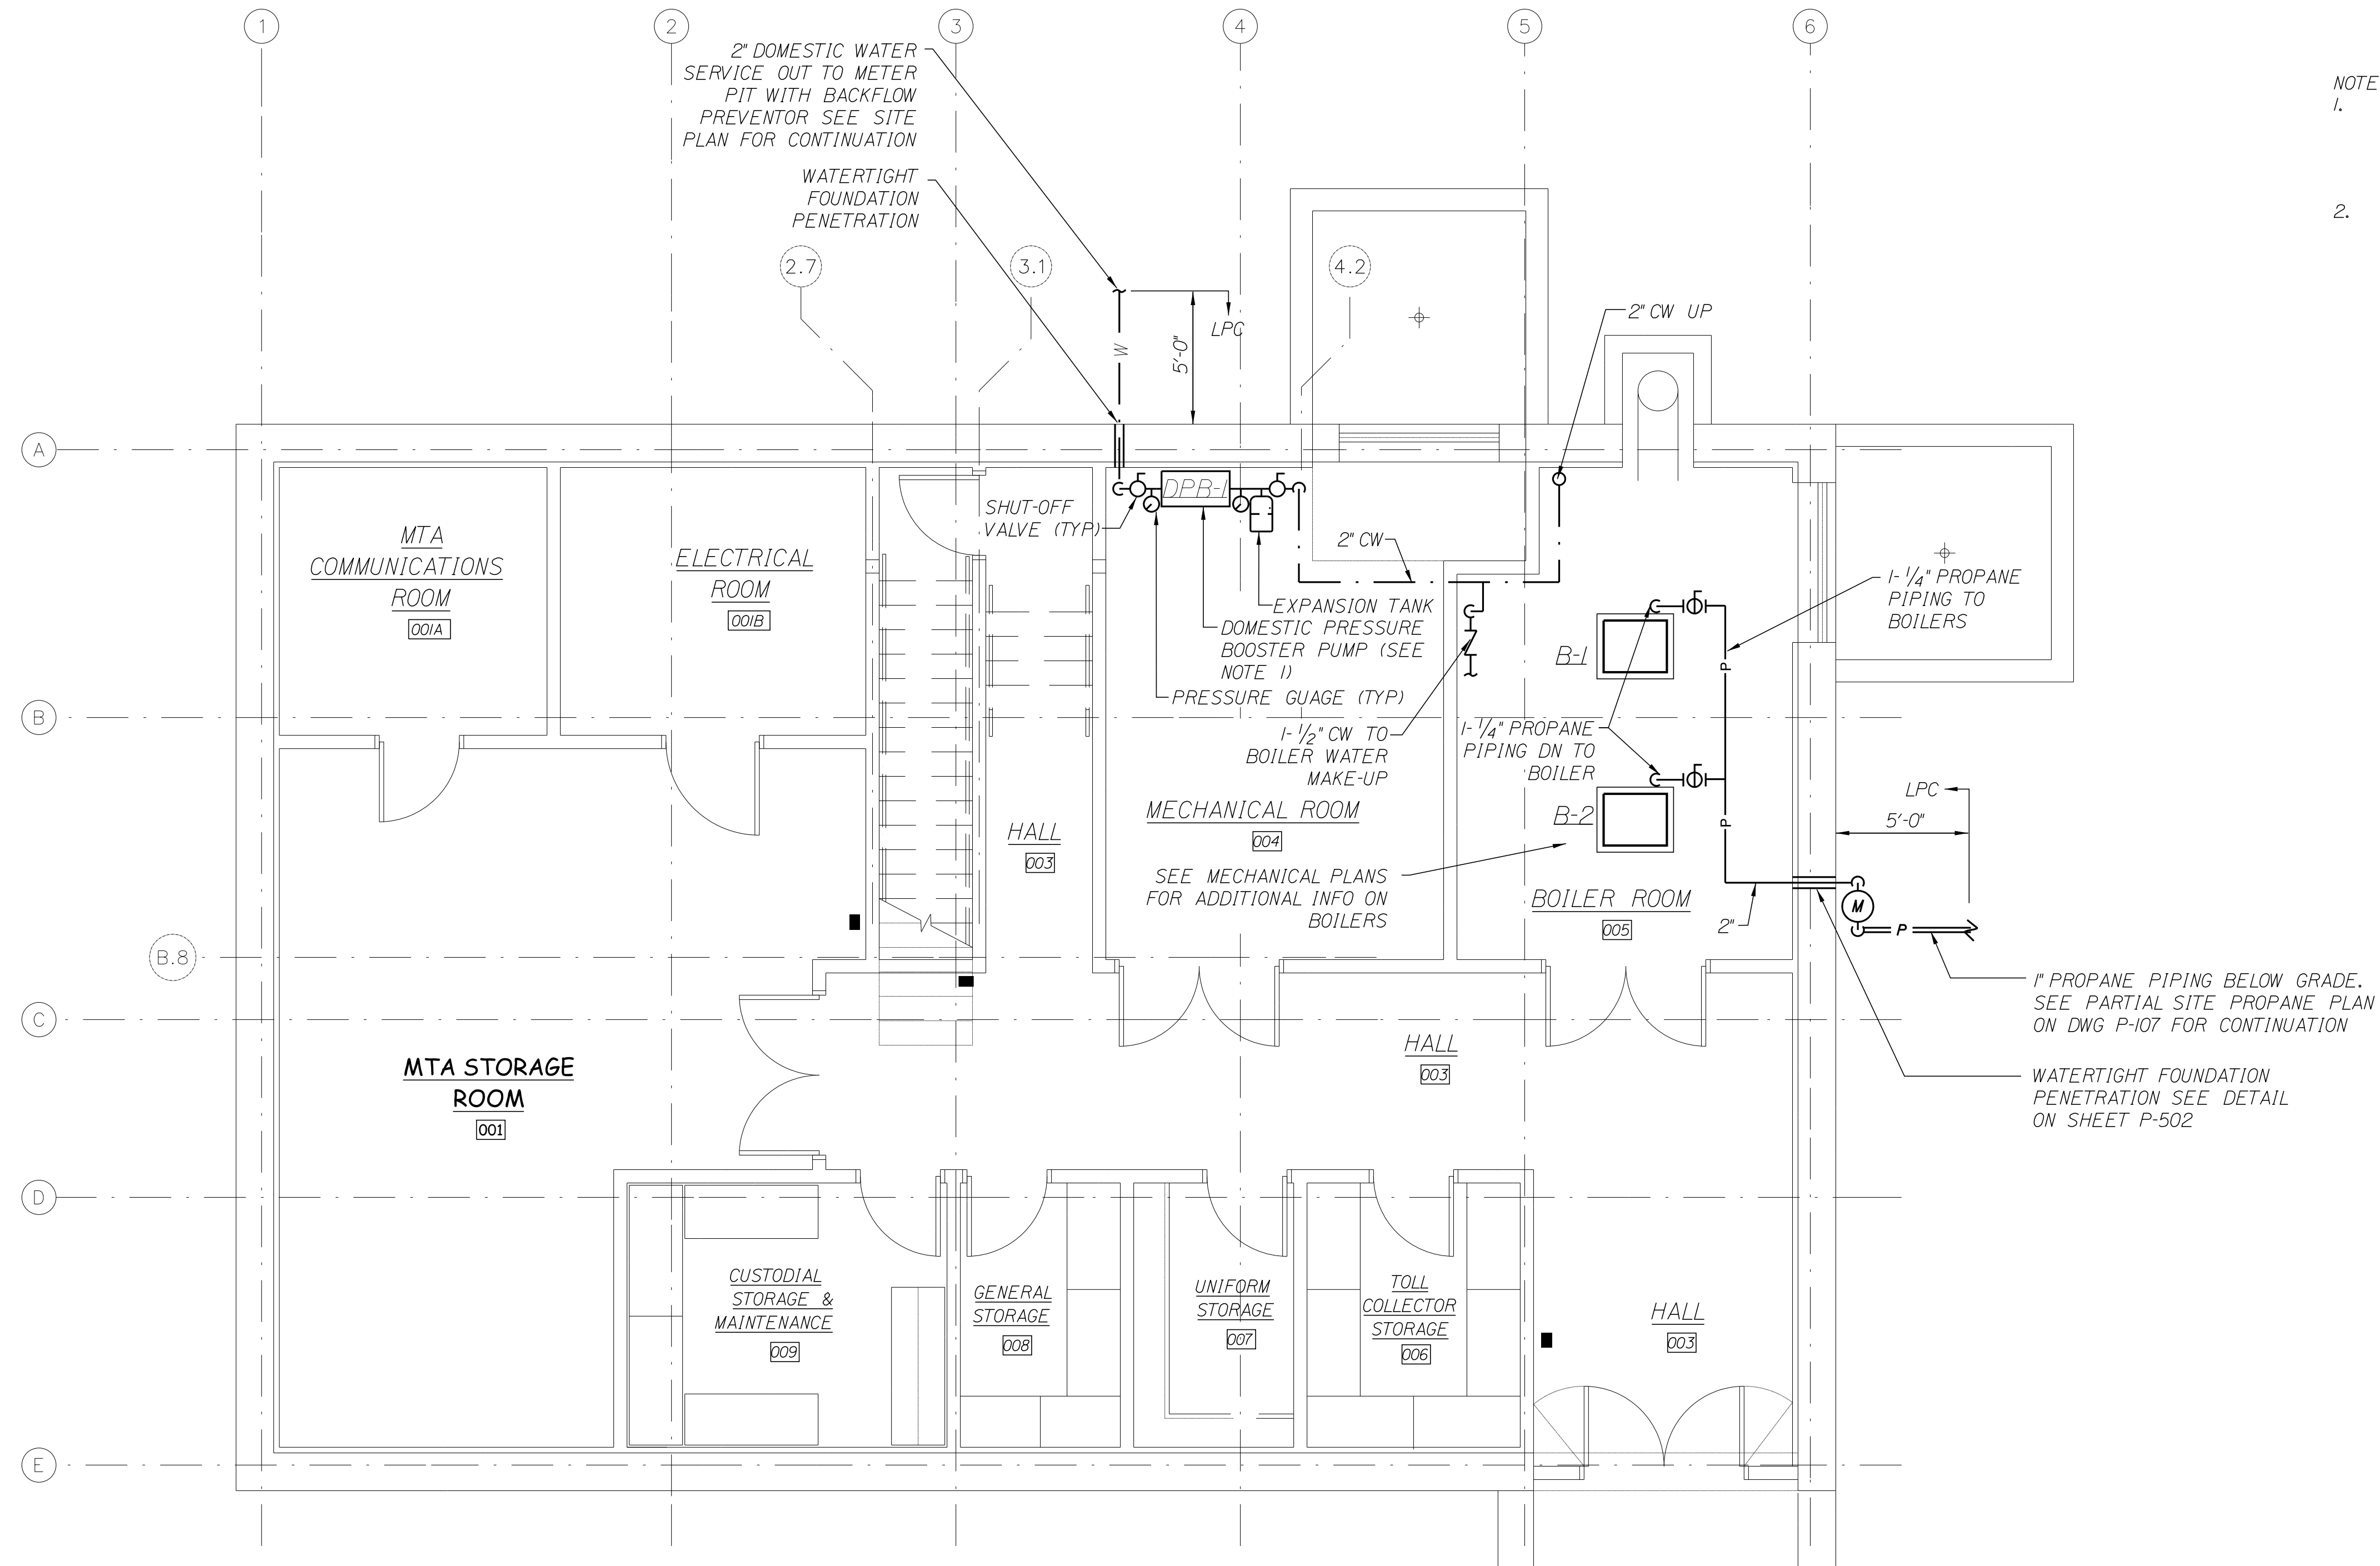 1
2
3
4
5
6
2" DOMESTIC WATER
SERVICE OUT TO METER
PIT WITH BACKFLOW
PREVENTOR SEE SITE
PLAN FOR CONTINUATION
NOTE
1.
2.
WATERTIGHT
FOUNDATION
PENETRATION
2.7
3.1
4.2
LPC
5'-0"
W
2" CW UP
A
B
B.8
C
D
E
MTA
COMMUNICATIONS
ROOM
001A
ELECTRICAL
ROOM
001B
SHUT-OFF
VALVE (TYP)
DPB-1
2" CW
EXPANSION TANK
DOMESTIC PRESSURE
BOOSTER PUMP (SEE
NOTE 1)
PRESSURE GUAGE (TYP)
1-1/2" CW TO
BOILER WATER
MAKE-UP
B-1
1-1/4" PROPANE
PIPING TO
BOILERS
P
1-1/4" PROPANE
PIPING DN TO
BOILER
B-2
P
LPC
5'-0"
HALL
003
MECHANICAL ROOM
004
SEE MECHANICAL PLANS
FOR ADDITIONAL INFO ON
BOILERS
BOILER ROOM
005
2"
M
P
1" PROPANE PIPING BELOW GRADE.
SEE PARTIAL SITE PROPANE PLAN
ON DWG P-107 FOR CONTINUATION
WATERTIGHT FOUNDATION
PENETRATION SEE DETAIL
ON SHEET P-502
MTA STORAGE
ROOM
001
HALL
003
CUSTODIAL
STORAGE &
MAINTENANCE
009
GENERAL
STORAGE
008
UNIFORM
STORAGE
007
TOLL
COLLECTOR
STORAGE
006
HALL
003